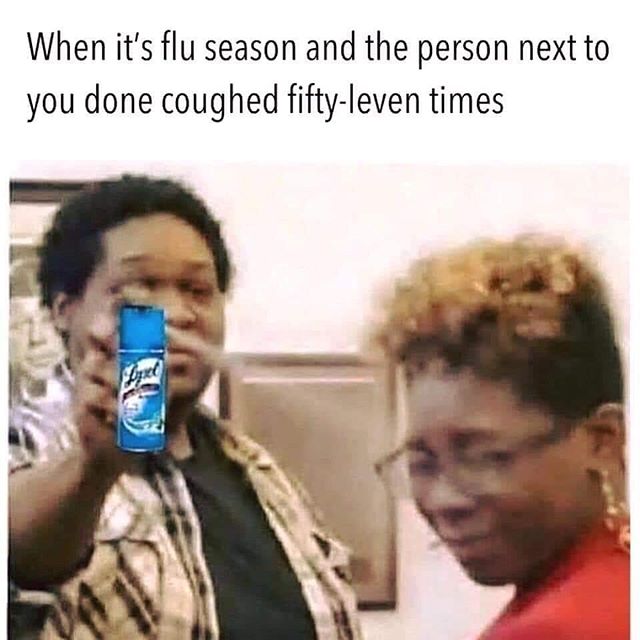 When it's flu season and the person next to
you done coughed fifty-leven times
Lysol